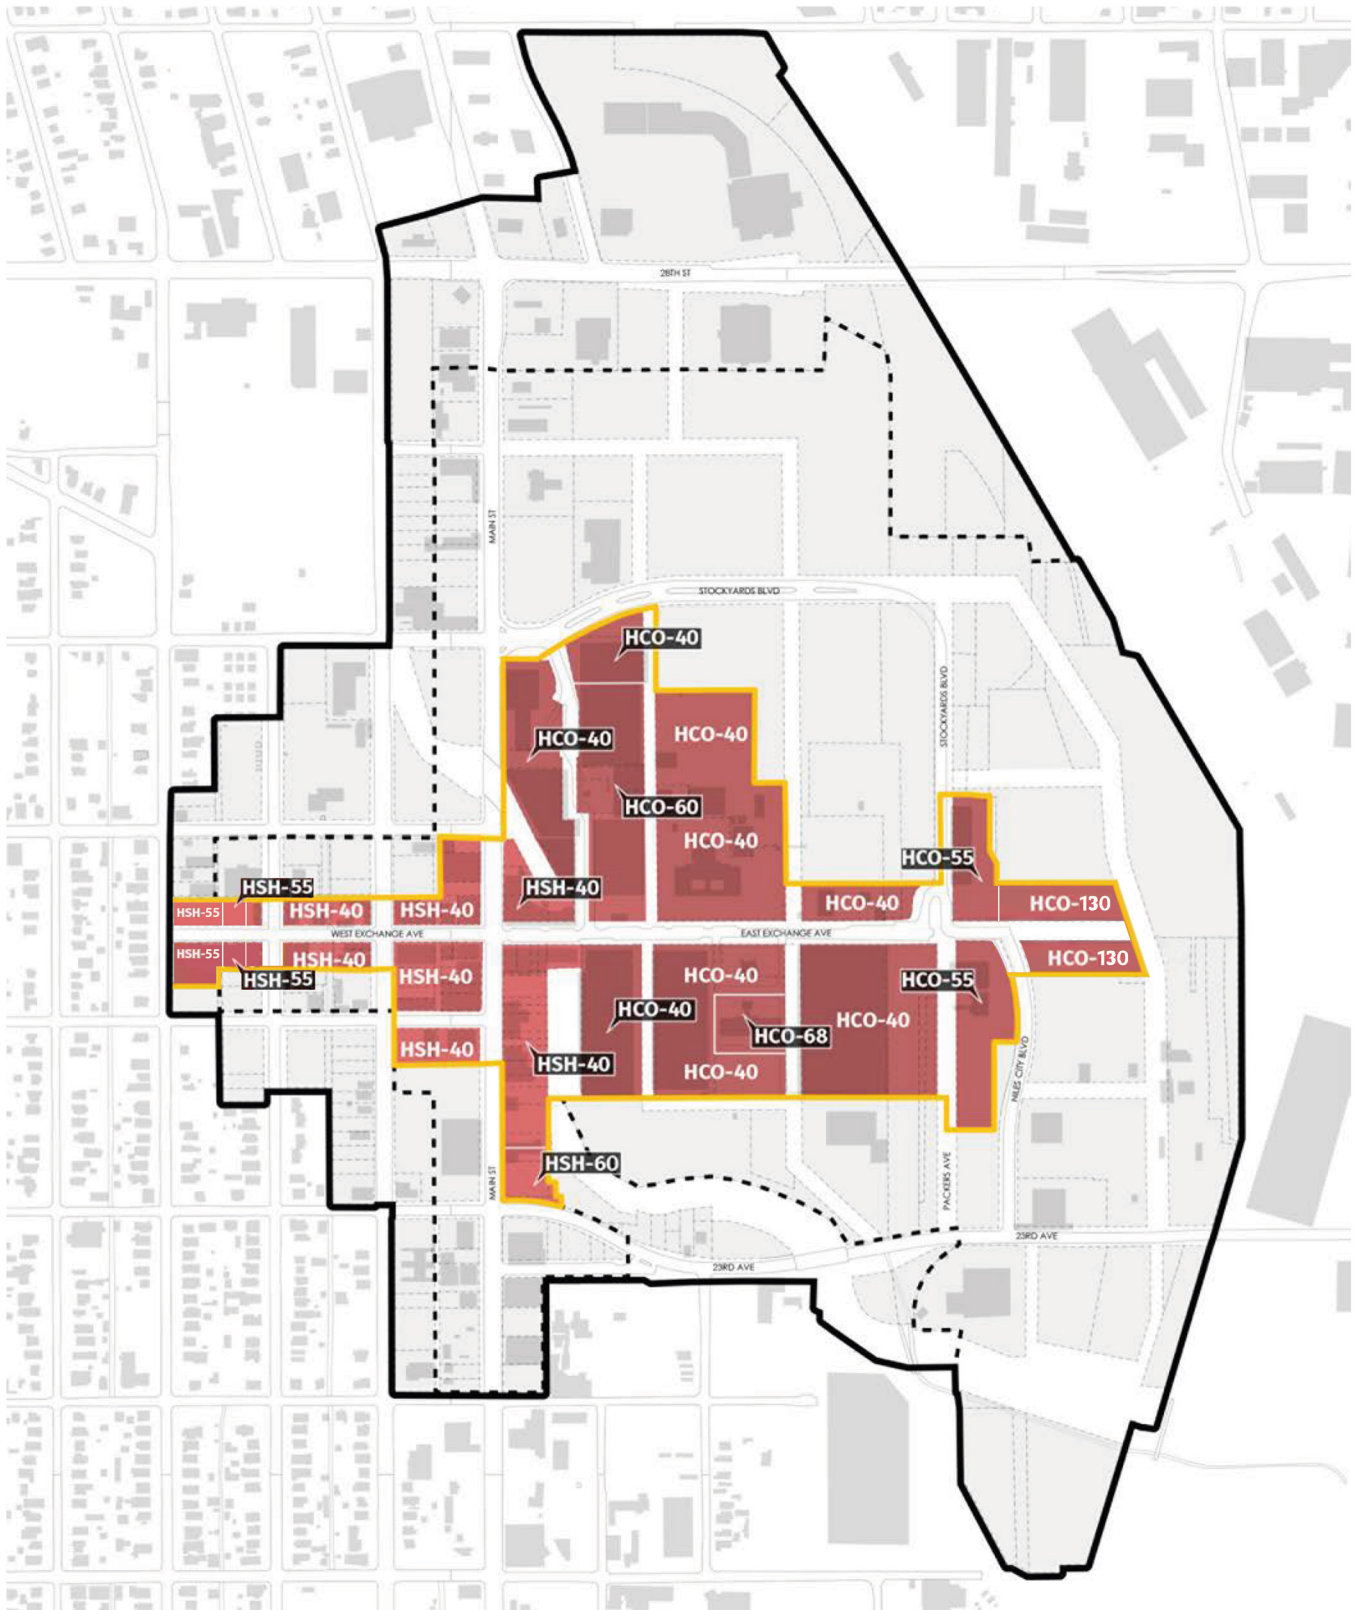 28TH ST
MAIN ST
STOCKYARDS BLVD
HCO-40
STOCKYARDS BLVD
HCO-40
HCO-40
HCO-60
HCO-40
HCO-55
HSH-55
HSH-40
HCO-40
HCO-130
HSH-55
HSH-40
HSH-40
WEST EXCHANGE AVE
EAST EXCHANGE AVE
HSH-55
HSH-40
HCO-130
HSH-55
HSH-40
HCO-40
HCO-55
HCO-40
HCO-40
HCO-68
HSH-40
HSH-40
HCO-40
NILES CITY BLVD
HSH-60
MAIN ST
PACKERS AVE
23RD AVE
23RD AVE